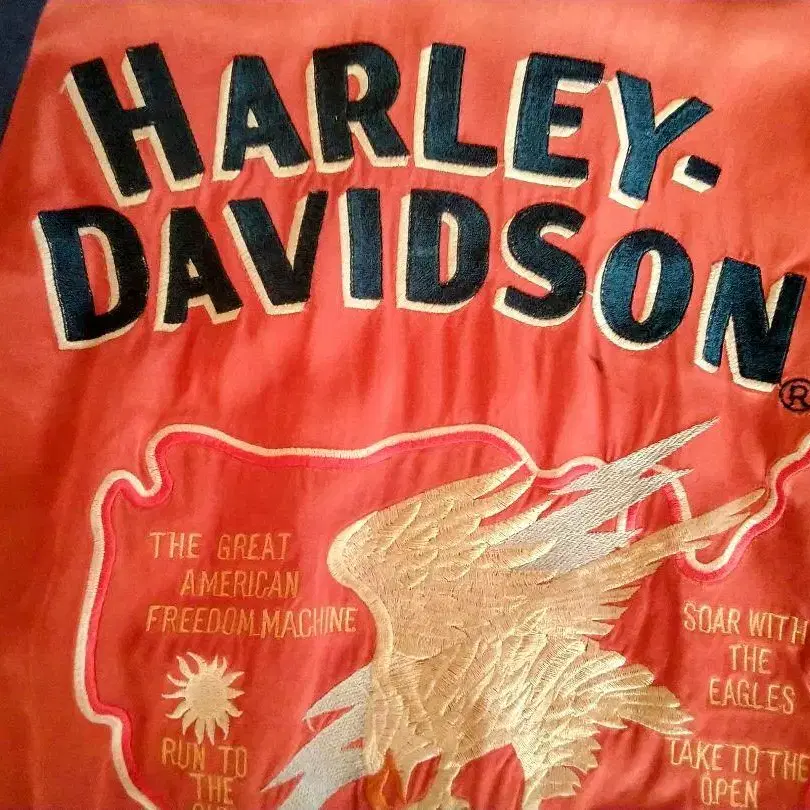 HARLEY-
DAVIDSON
®
THE GREAT
AMERICAN
FREEDOM MACHINE
SOAR WITH
THE
EAGLES
RUN TO
THE
TAKE TO THE
OPEN